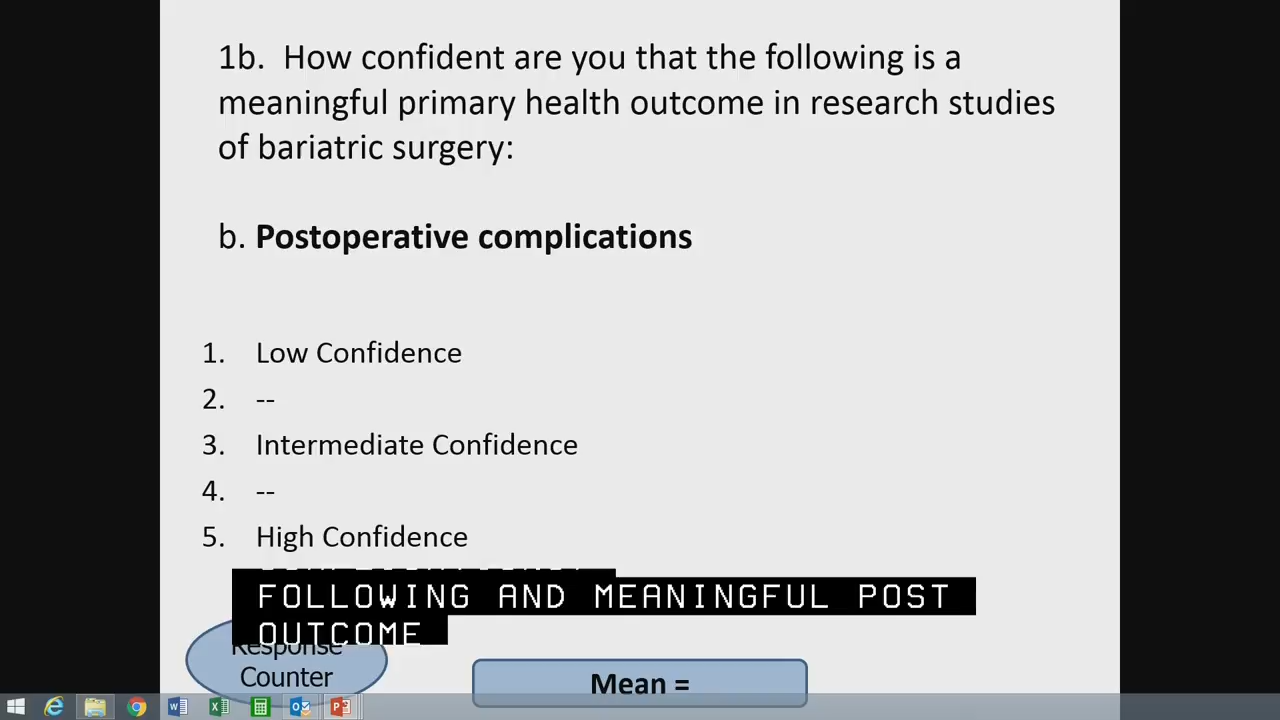 1b. How confident are you that the following is a
meaningful primary health outcome in research studies
of bariatric surgery:
b. Postoperative complications
1. Low Confidence
2. --
3. Intermediate Confidence
4. --
5. High Confidence
FOLLOWING AND MEANINGFUL POST
OUTCOME
Response
Counter
Mean =